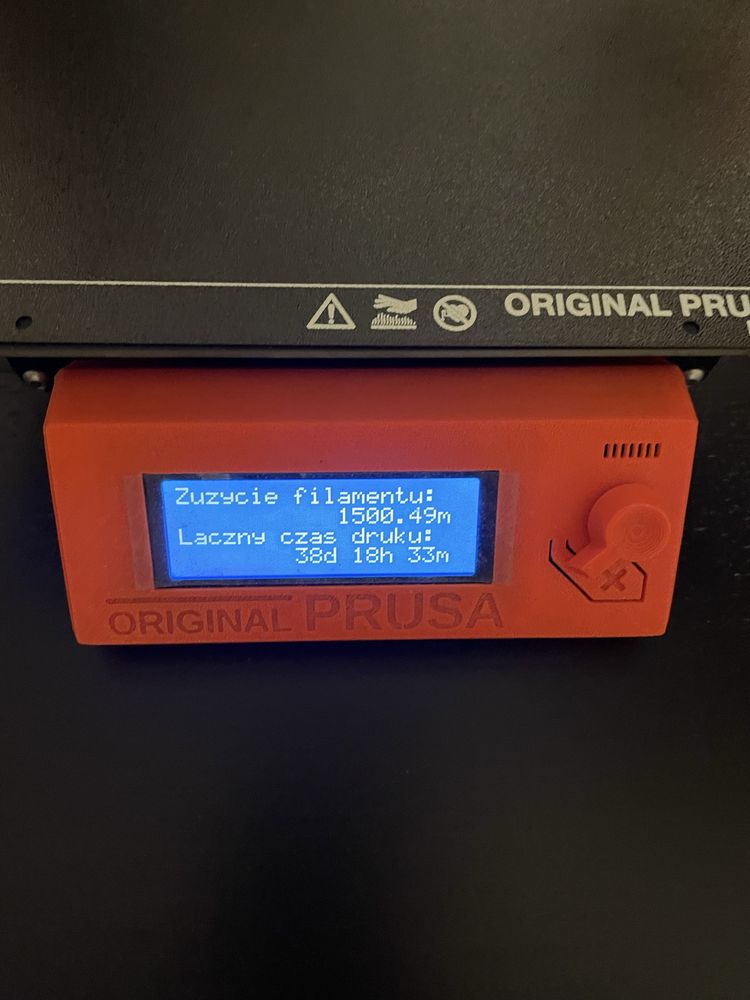 ORIGINAL PRU
Zuzycie filamentu:
1500.49m
Laczny czas druku:
38d 18h 33m
ORIGINAL PRUSA